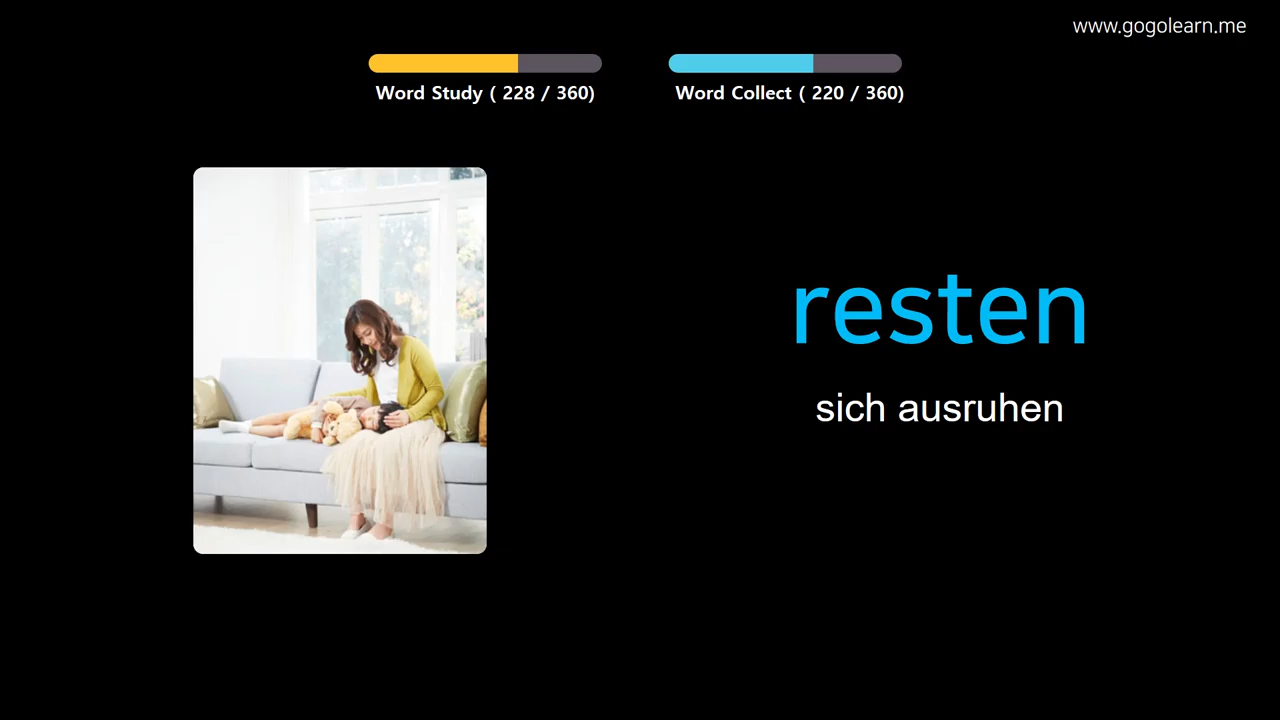 www.gogolearn.me
Word Study ( 228 / 360)
Word Collect ( 220 / 360)
resten
sich ausruhen